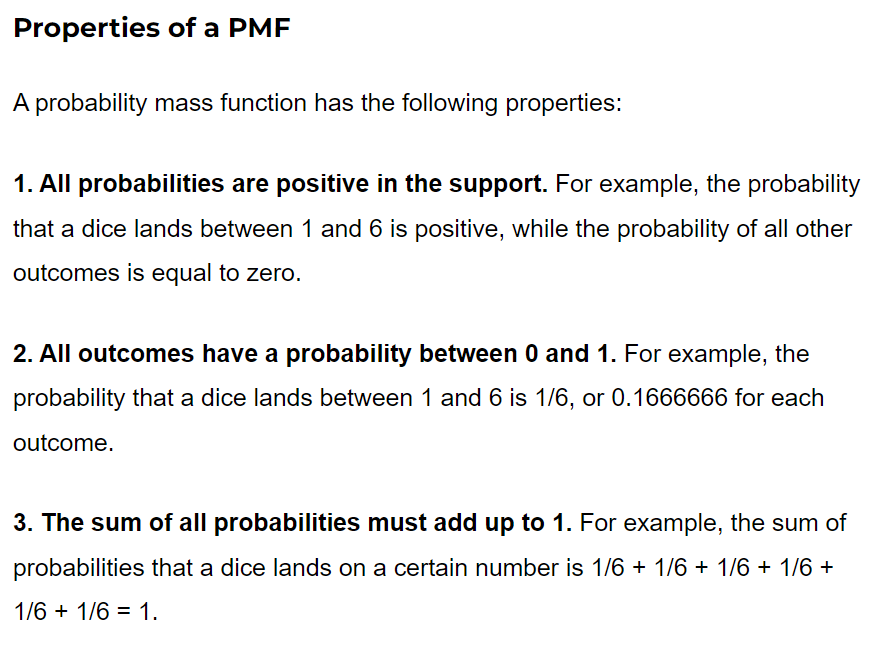 Properties of a PMF
A probability mass function has the following properties:
1. All probabilities are positive in the support. For example, the probability
that a dice lands between 1 and 6 is positive, while the probability of all other
outcomes is equal to zero.
2. All outcomes have a probability between 0 and 1. For example, the
probability that a dice lands between 1 and 6 is 1/6, or 0.1666666 for each
outcome.
3. The sum of all probabilities must add up to 1. For example, the sum of
probabilities that a dice lands on a certain number is 1/6 + 1/6 + 1/6 + 1/6 +
1/6 + 1/6 = 1.